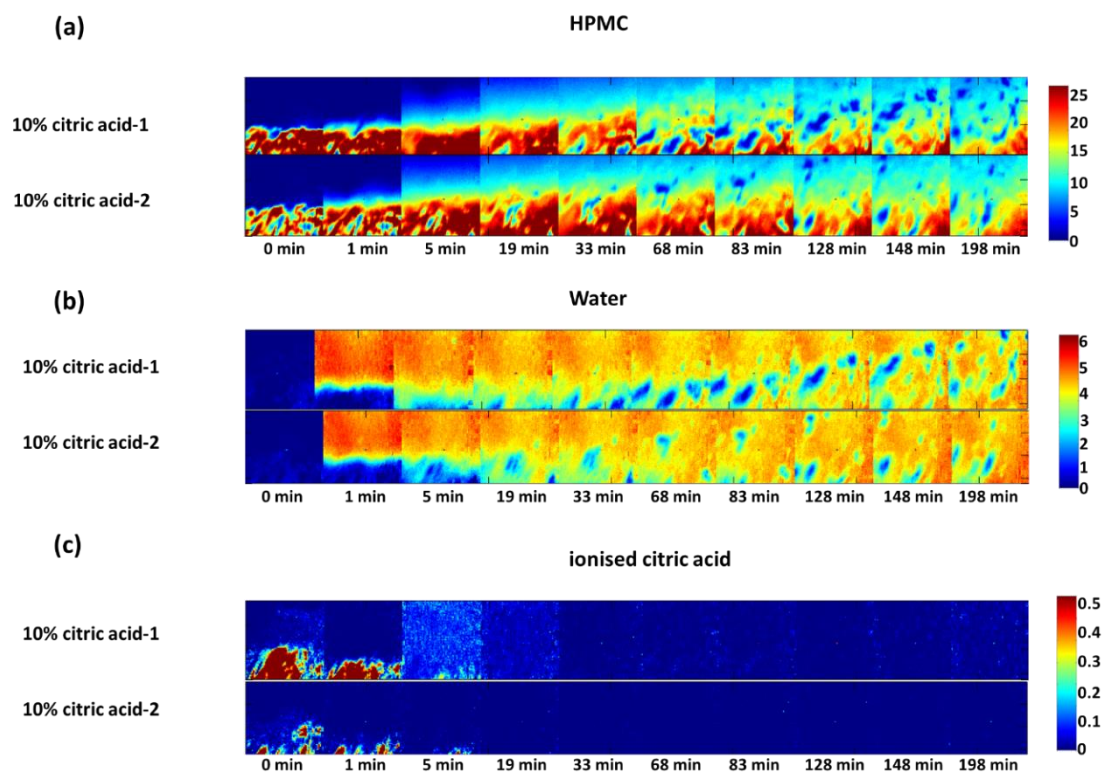 (a)
HPMC
10% citric acid-1
10% citric acid-2
25
20
15
10
5
0
0 min 1 min 5 min 19 min 33 min 68 min 83 min 128 min 148 min 198 min
(b)
Water
10% citric acid-1
10% citric acid-2
6
5
4
3
2
1
0
0 min 1 min 5 min 19 min 33 min 68 min 83 min 128 min 148 min 198 min
(c)
ionised citric acid
10% citric acid-1
10% citric acid-2
0.5
0.4
0.3
0.2
0.1
0
0 min 1 min 5 min 19 min 33 min 68 min 83 min 128 min 148 min 198 min